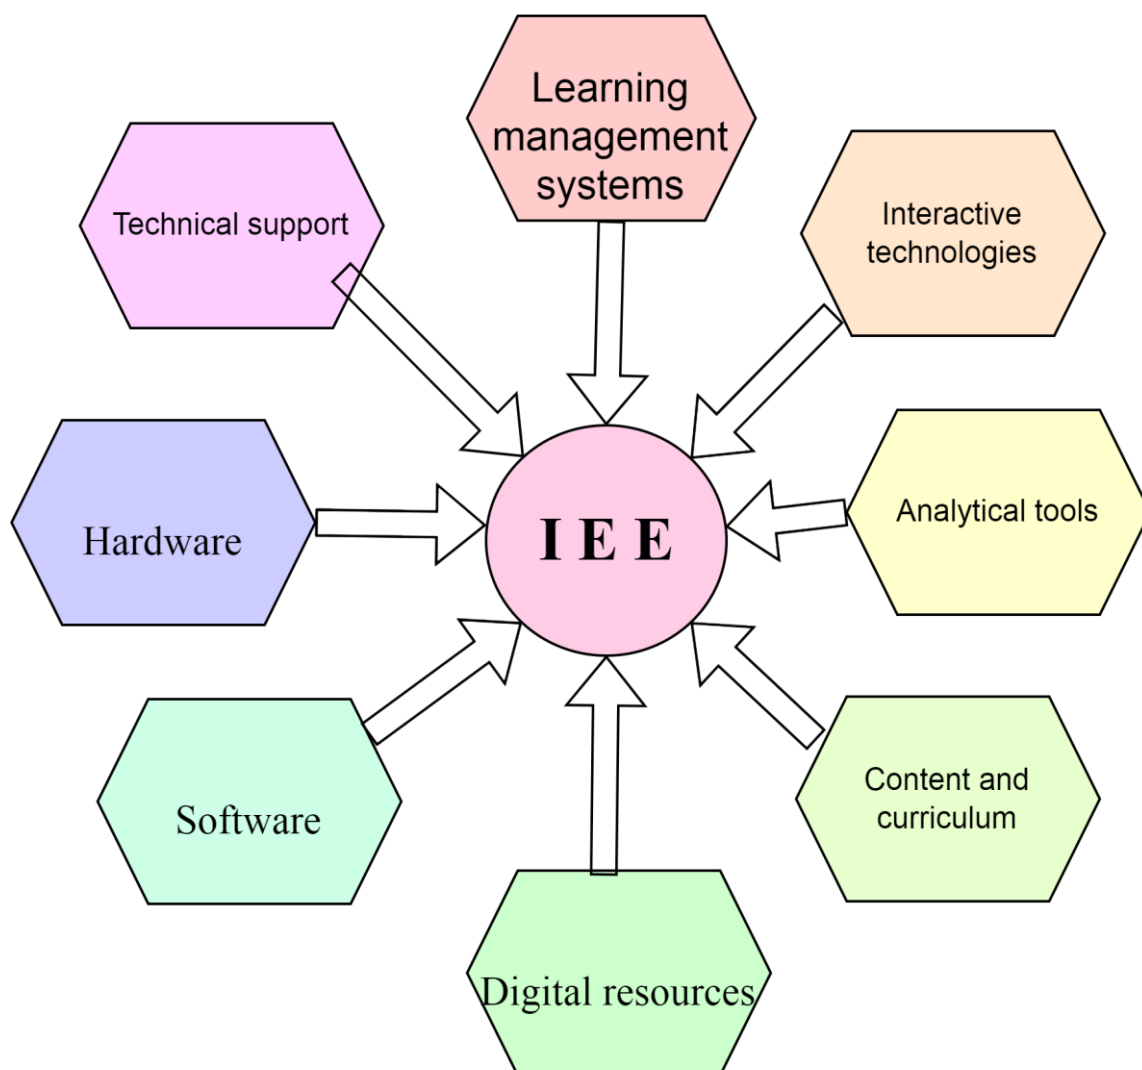 Learning
management
systems
Technical support
Interactive
technologies
Hardware
I E E
Analytical tools
Software
Content and
curriculum
Digital resources